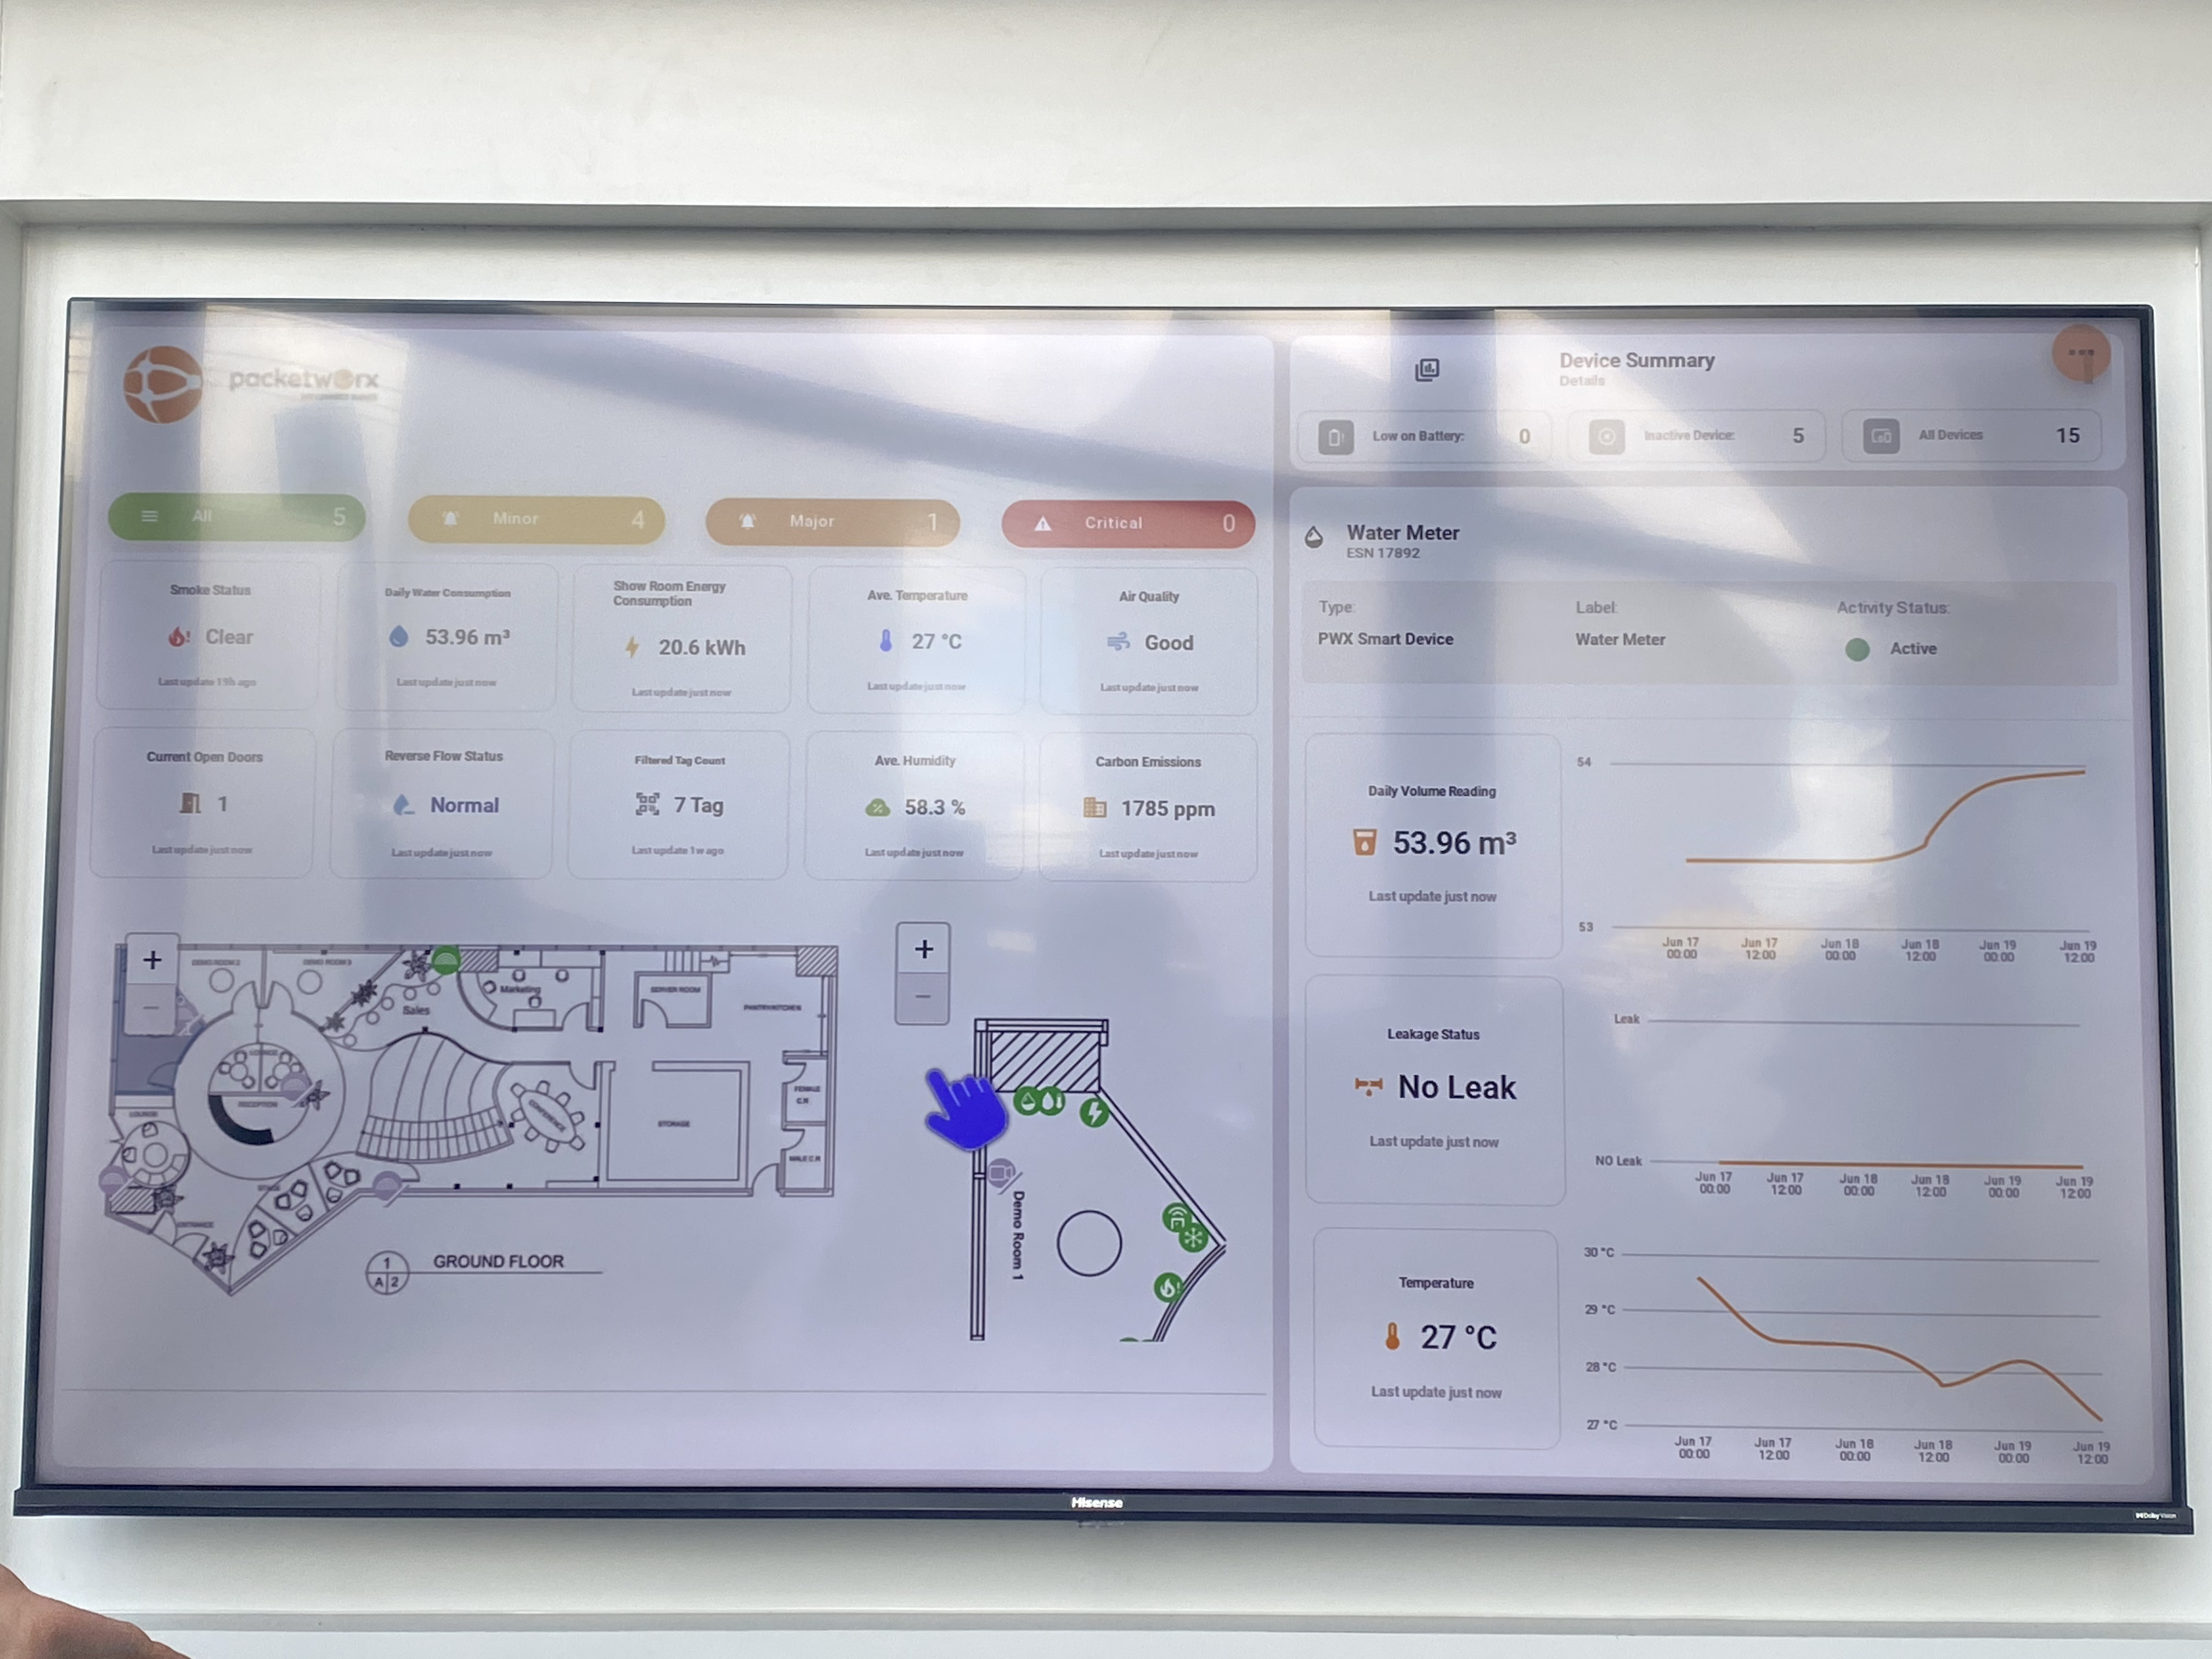 packetworx
Device Summary
Details
Low on Battery: 0
Inactive Device: 5
All Devices 15
All 5
Minor 4
Major 1
Critical 0
Smoke Status
Clear
Last update 19h ago
Daily Water Consumption
53.96 m³
Last update just now
Show Room Energy
Consumption
20.6 kWh
Last update just now
Ave. Temperature
27 °C
Last update just now
Air Quality
Good
Last update just now
Current Open Doors
1
Last update just now
Reverse Flow Status
Normal
Last update just now
Filtered Tag Count
7 Tag
Last update 1w ago
Ave. Humidity
58.3 %
Last update just now
Carbon Emissions
1785 ppm
Last update just now
+
−
DEMO ROOM 2
DEMO ROOM 3
Sales
Marketing
SERVER ROOM
PANTRY/KITCHEN
LOUNGE
RECEPTION
LOUNGE
CONFERENCE
STORAGE
FEMALE
C.R
MALE C.R
STAGE
ENTRANCE
1
A 2
GROUND FLOOR
+
−
Demo Room 1
Water Meter
ESN 17892
Type:
PWX Smart Device
Label:
Water Meter
Activity Status:
Active
Daily Volume Reading
53.96 m³
Last update just now
54
53
Jun 17
00:00
Jun 17
12:00
Jun 18
00:00
Jun 18
12:00
Jun 19
00:00
Jun 19
12:00
Leakage Status
No Leak
Last update just now
Leak
NO Leak
Jun 17
00:00
Jun 17
12:00
Jun 18
00:00
Jun 18
12:00
Jun 19
00:00
Jun 19
12:00
Temperature
27 °C
Last update just now
30 °C
29 °C
28 °C
27 °C
Jun 17
00:00
Jun 17
12:00
Jun 18
00:00
Jun 18
12:00
Jun 19
00:00
Jun 19
12:00
Hisense
Dolby Vision